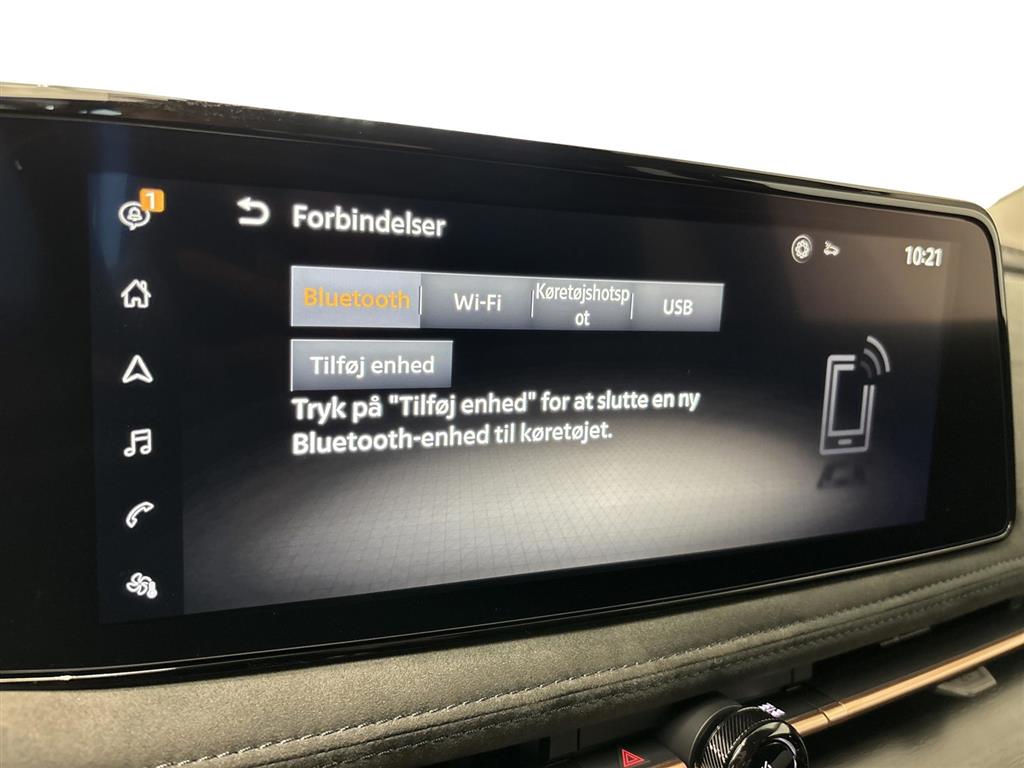 1
Forbindelser
10:21
Bluetooth
Wi-Fi
Køretøjshotsp
ot
USB
Tilføj enhed
Tryk på "Tilføj enhed" for at slutte en ny
Bluetooth-enhed til køretøjet.